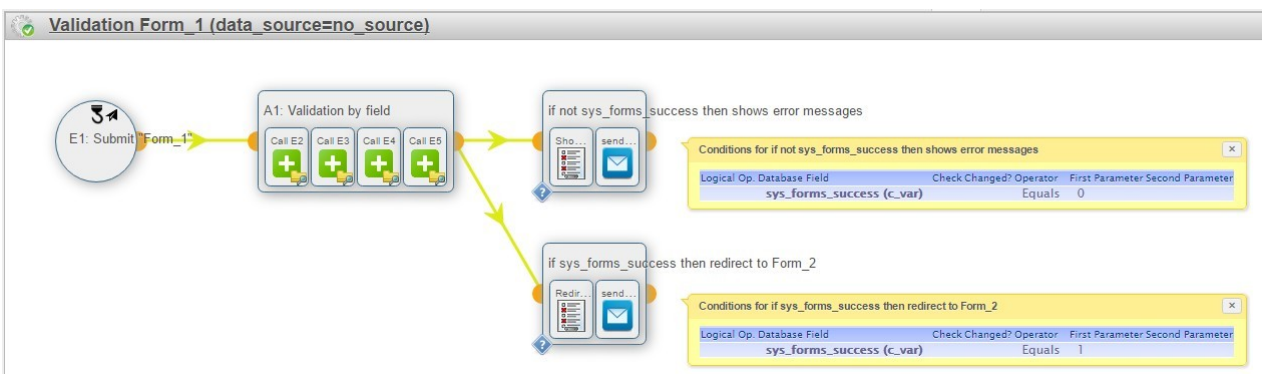 Validation Form_1 (data_source=no_source)
E1: Submit "Form_1"
A1: Validation by field
Call E2 Call E3 Call E4 Call E5
if not sys_forms_success then shows error messages
Sho... send...
Conditions for if not sys_forms_success then shows error messages
Logical Op. Database Field Check Changed? Operator First Parameter Second Parameter
sys_forms_success (c_var) Equals 0
if sys_forms_success then redirect to Form_2
Redir... send...
Conditions for if sys_forms_success then redirect to Form_2
Logical Op. Database Field Check Changed? Operator First Parameter Second Parameter
sys_forms_success (c_var) Equals 1